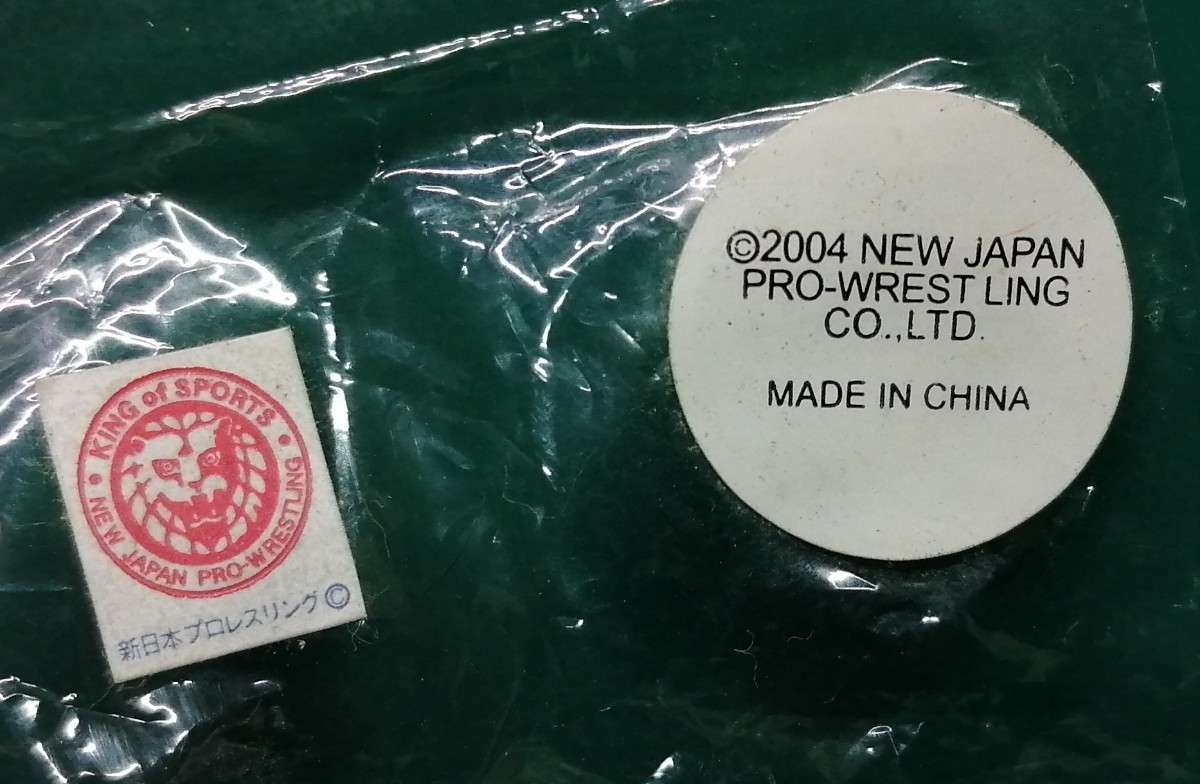 KING of SPORTS
• NEW JAPAN PRO-WRESTLING •
新日本プロレスリング©
©2004 NEW JAPAN
PRO-WREST LING
CO.,LTD.
MADE IN CHINA